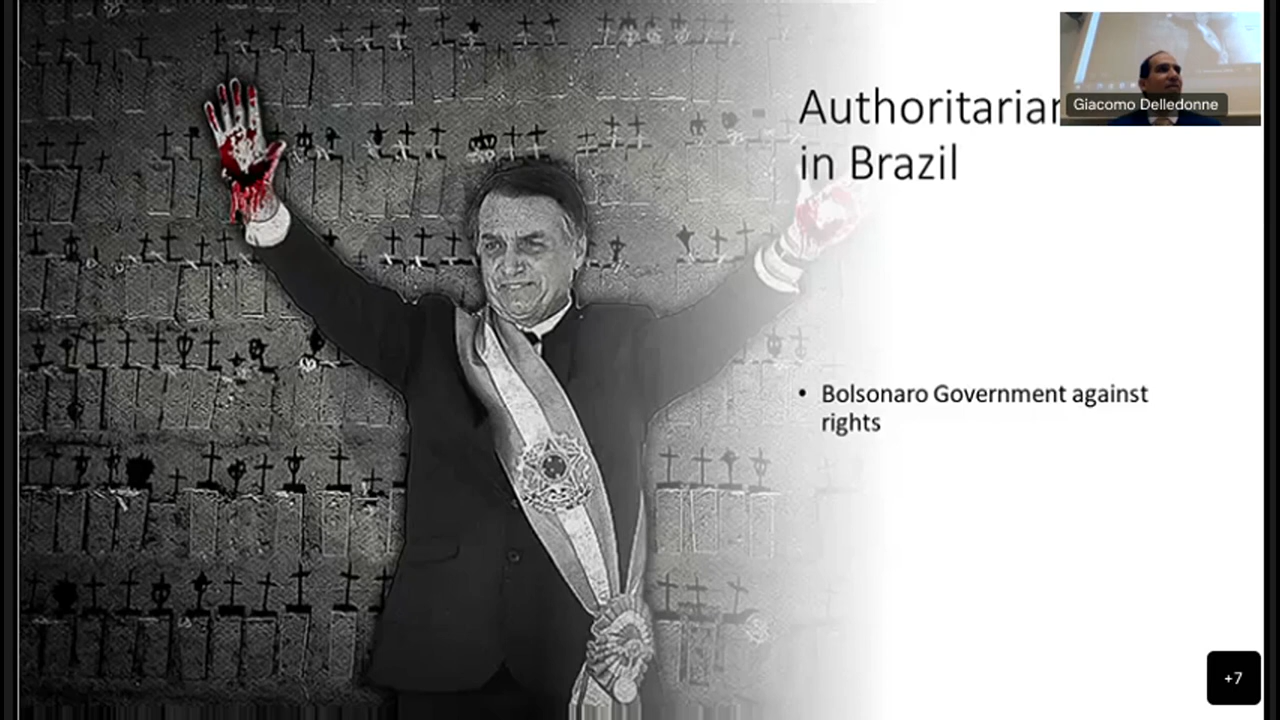 Authoritarian
in Brazil
Giacomo Delledonne
• Bolsonaro Government against
rights
+7